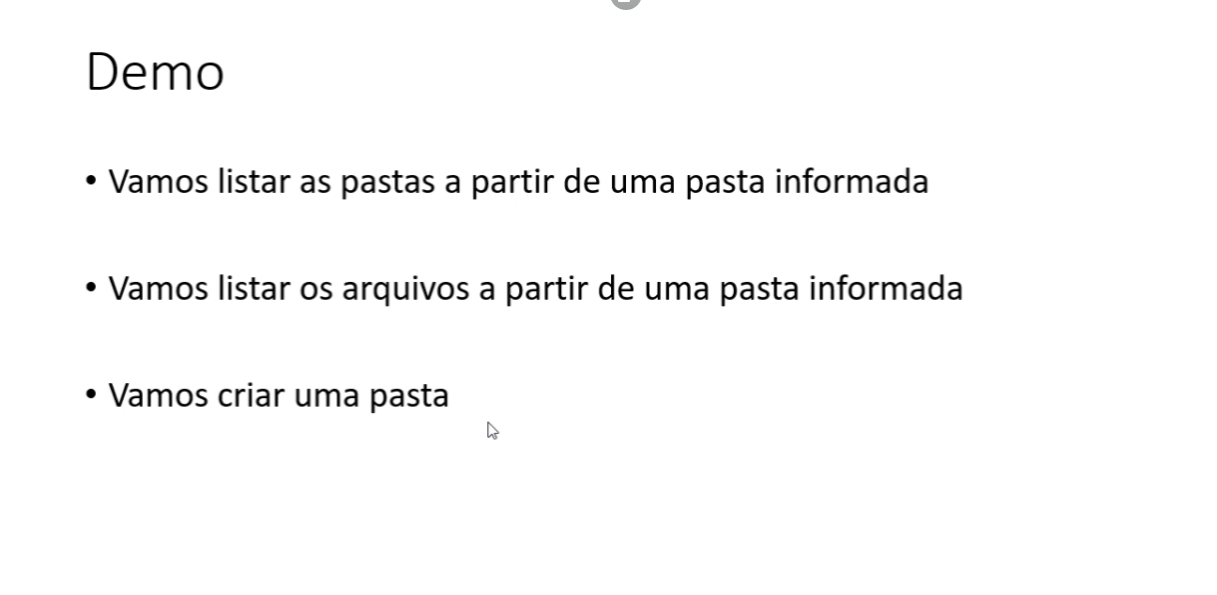 Demo
• Vamos listar as pastas a partir de uma pasta informada
• Vamos listar os arquivos a partir de uma pasta informada
• Vamos criar uma pasta